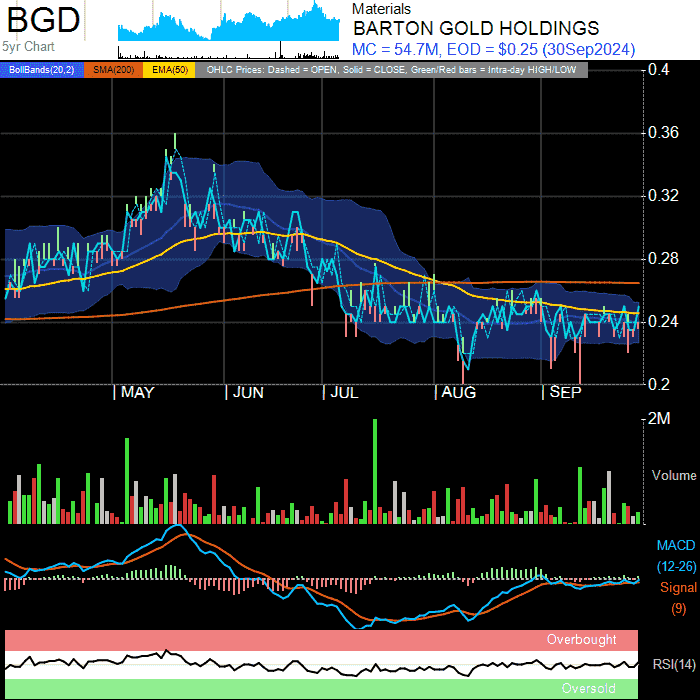 BGD
5yr Chart
Materials
BARTON GOLD HOLDINGS
MC = 54.7M, EOD = $0.25 (30Sep2024)
BollBands(20,2) SMA(200) EMA(50) OHLC Prices: Dashed = OPEN, Solid = CLOSE, Green/Red bars = Intra-day HIGH/LOW
0.4
0.36
0.32
0.28
0.24
0.2
MAY JUN JUL AUG SEP
2M
Volume
MACD
(12-26)
Signal
(9)
Overbought
RSI(14)
Oversold